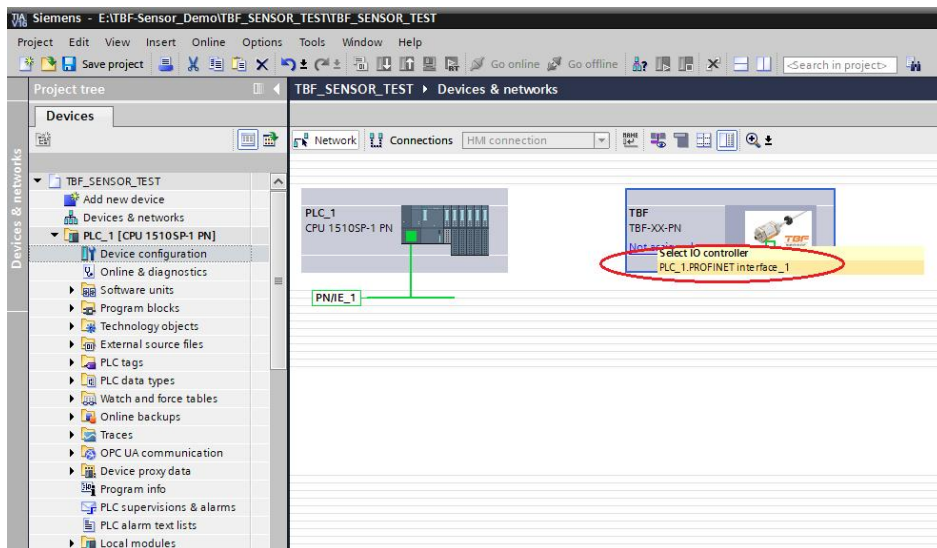 Siemens - E:\TBF-Sensor_Demo\TBF_SENSOR_TEST\TBF_SENSOR_TEST
Project Edit View Insert Online Options Tools Window Help
Save project Go online Go offline <Search in project>
Project tree
TBF_SENSOR_TEST Devices & networks
Devices
Network Connections HMI connection
Devices & networks
TBF_SENSOR_TEST
Add new device
Devices & networks
PLC_1 [CPU 1510SP-1 PN]
Device configuration
Online & diagnostics
Software units
Program blocks
Technology objects
External source files
PLC tags
PLC data types
Watch and force tables
Online backups
Traces
OPC UA communication
Device proxy data
Program info
PLC supervisions & alarms
PLC alarm text lists
Local modules
PLC_1
CPU 1510SP-1 PN
PN/IE_1
TBF
TBF-XX-PN
TBF
Select IO controller
PLC_1.PROFINET interface_1